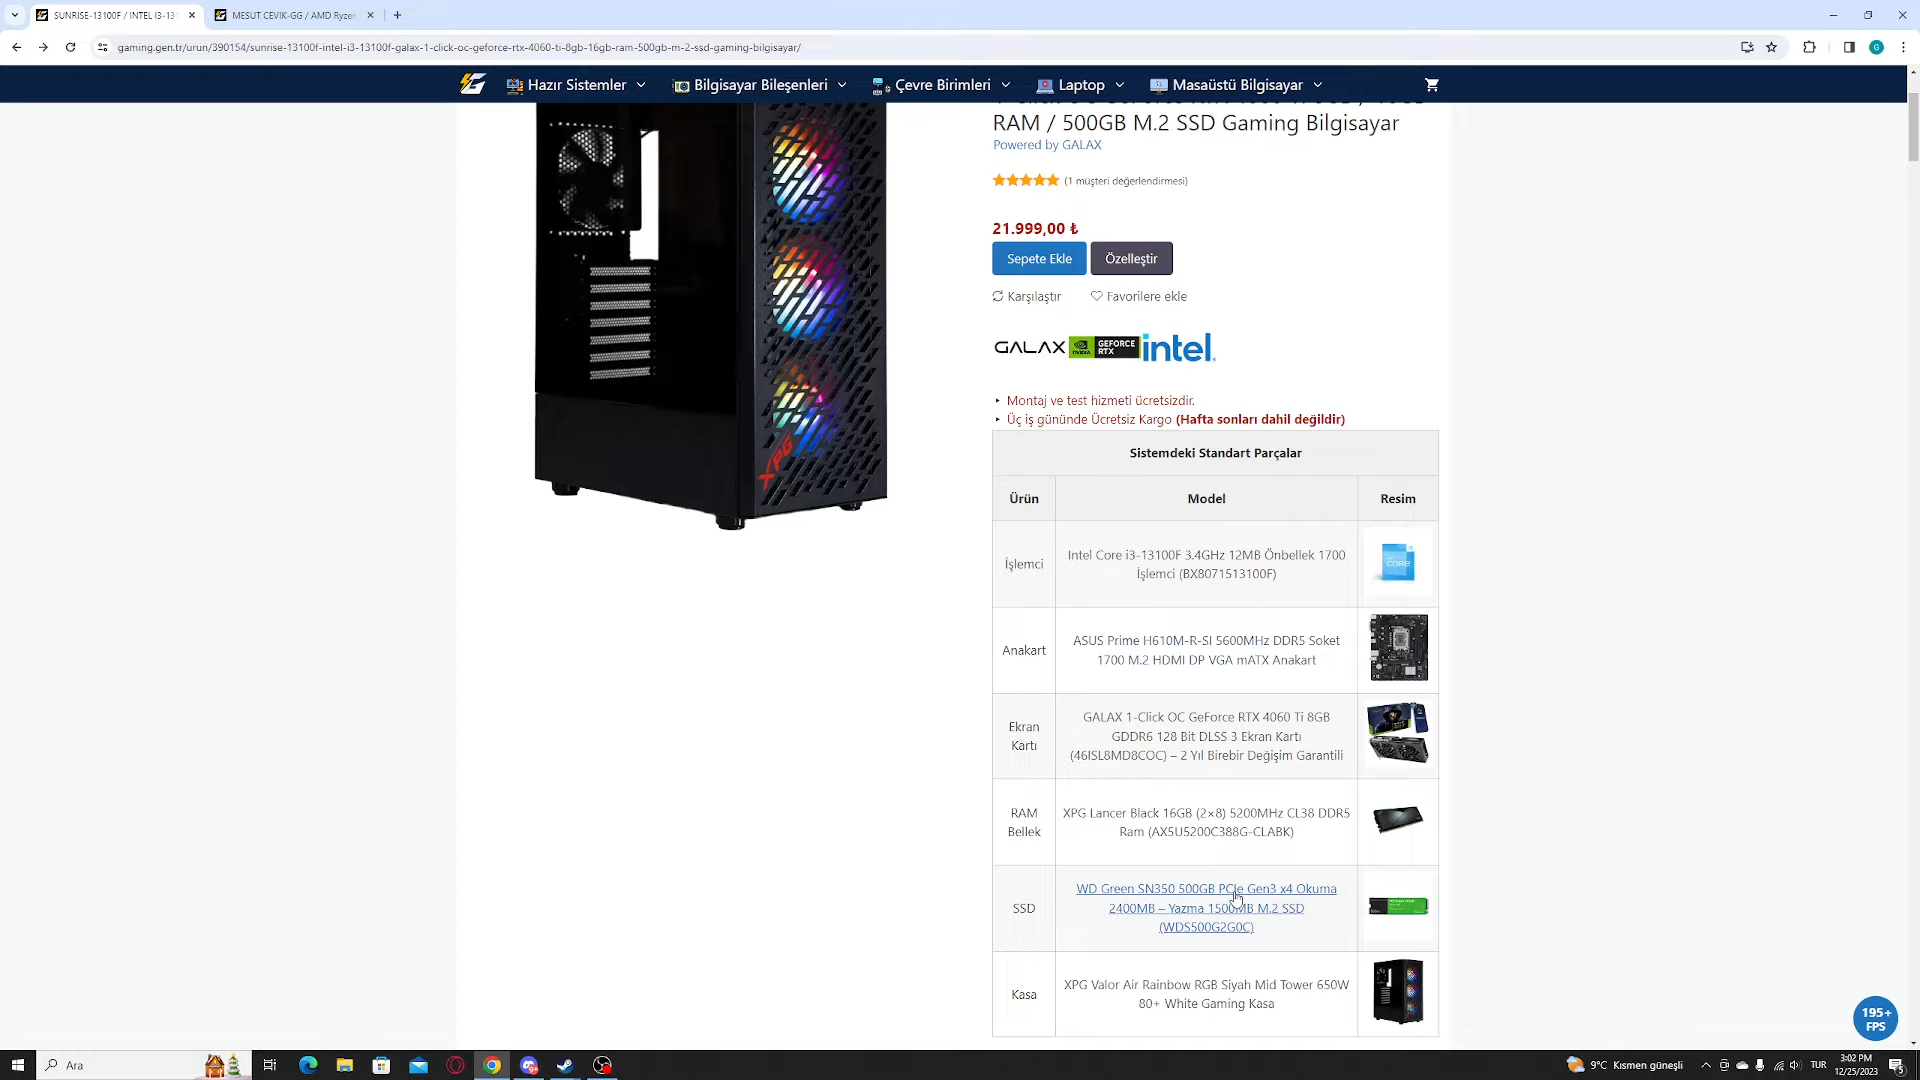 SUNRISE-13100F / INTEL I3-131
MESUT CEVIK-GG / AMD Ryzen
gaming.gen.tr/urun/390154/sunrise-13100f-intel-i3-13100f-galax-1-click-oc-geforce-rtx-4060-ti-8gb-16gb-ram-500gb-m-2-ssd-gaming-bilgisayar/
G
Hazır Sistemler
Bilgisayar Bileşenleri
Çevre Birimleri
Laptop
Masaüstü Bilgisayar
RAM / 500GB M.2 SSD Gaming Bilgisayar
Powered by GALAX
(1 müşteri değerlendirmesi)
21.999,00 ₺
Sepete Ekle
Özelleştir
Karşılaştır
Favorilere ekle
GALAX
NVIDIA
GEFORCE
RTX
intel.
XPG
Montaj ve test hizmeti ücretsizdir.
Üç iş gününde Ücretsiz Kargo (Hafta sonları dahil değildir)
Sistemdeki Standart Parçalar
Ürün
Model
Resim
İşlemci
Intel Core i3-13100F 3.4GHz 12MB Önbellek 1700
İşlemci (BX8071513100F)
CORE
Anakart
ASUS Prime H610M-R-SI 5600MHz DDR5 Soket
1700 M.2 HDMI DP VGA mATX Anakart
Ekran
Kartı
GALAX 1-Click OC GeForce RTX 4060 Ti 8GB
GDDR6 128 Bit DLSS 3 Ekran Kartı
(46ISL8MD8COC) – 2 Yıl Birebir Değişim Garantili
RAM
Bellek
XPG Lancer Black 16GB (2×8) 5200MHz CL38 DDR5
Ram (AX5U5200C388G-CLABK)
SSD
WD Green SN350 500GB PCIe Gen3 x4 Okuma
2400MB – Yazma 1500MB M.2 SSD
(WDS500G2G0C)
Kasa
XPG Valor Air Rainbow RGB Siyah Mid Tower 650W
80+ White Gaming Kasa
195+
FPS
Ara
9°C Kısmen güneşli
TUR
3:02 PM
12/25/2023
5